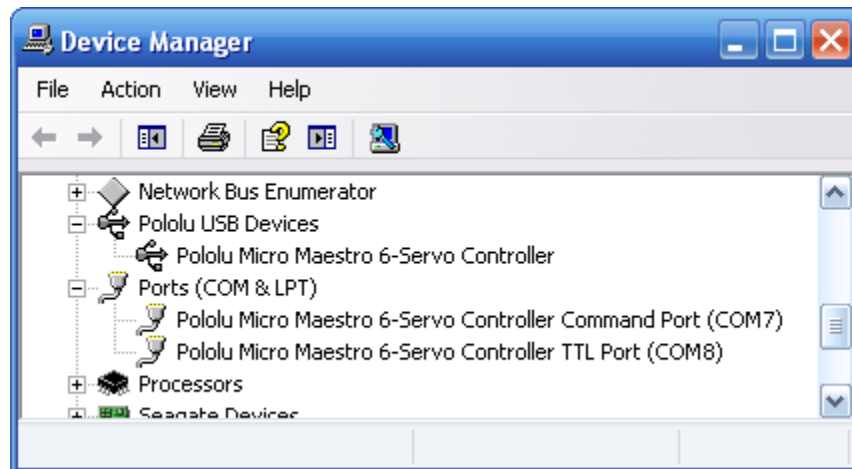 Device Manager
File Action View Help
Network Bus Enumerator
Pololu USB Devices
Pololu Micro Maestro 6-Servo Controller
Ports (COM & LPT)
Pololu Micro Maestro 6-Servo Controller Command Port (COM7)
Pololu Micro Maestro 6-Servo Controller TTL Port (COM8)
Processors
Seagate Devices